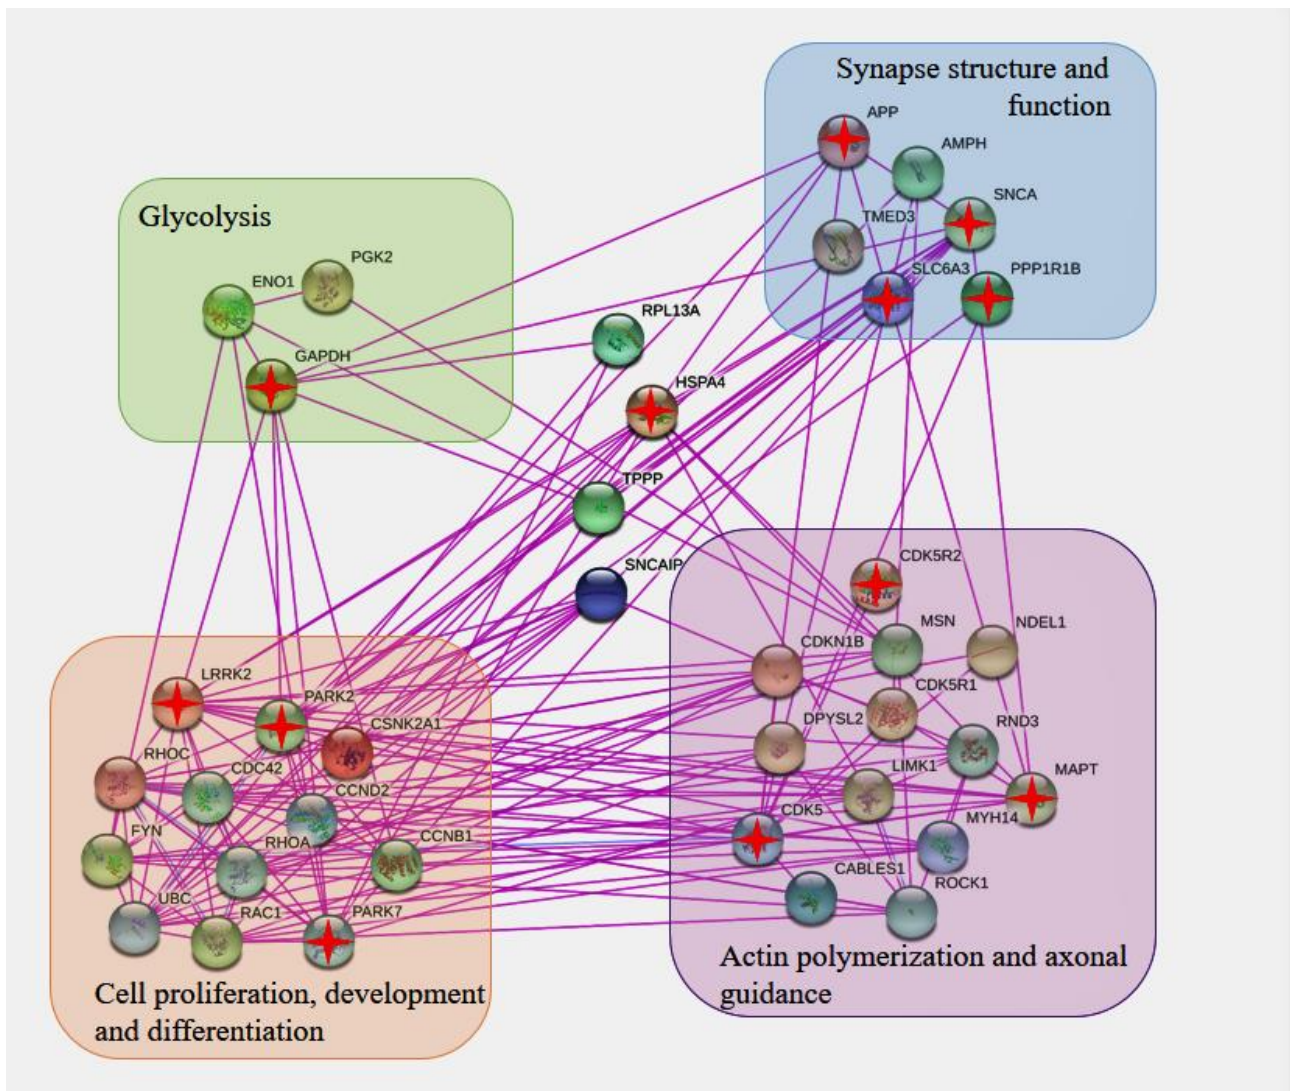 Synapse structure and
function
APP
AMPH
SNCA
TMED3
SLC6A3
PPP1R1B
Glycolysis
PGK2
ENO1
GAPDH
RPL13A
HSPA4
TPPP
SNCAIP
LRRK2
PARK2
CSNK2A1
RHOC
CDC42
CCND2
FYN
RHOA
CCNB1
UBC
RAC1
PARK7
Cell proliferation, development
and differentiation
CDK5R2
MSN
NDEL1
CDKN1B
CDK5R1
DPYSL2
RND3
LIMK1
MAPT
CDK5
MYH14
CABLES1
ROCK1
Actin polymerization and axonal
guidance